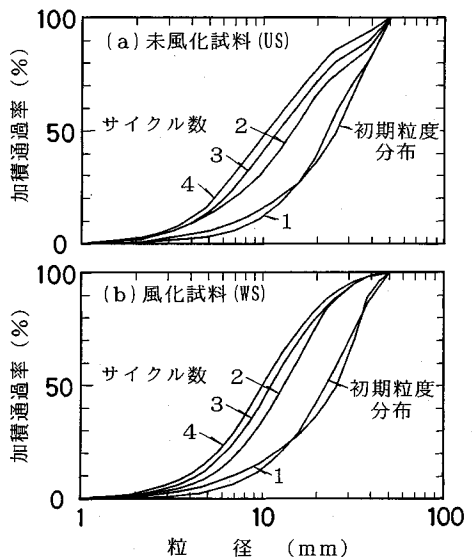 100
(a)未風化試料(US)
加積通過率(%)
サイクル数
50
2
3
4
初期粒度
分布
1
0
100
(b)風化試料(WS)
加積通過率(%)
サイクル数
50
2
3
4
初期粒度
分布
1
0
1
10
100
粒 径 (mm)